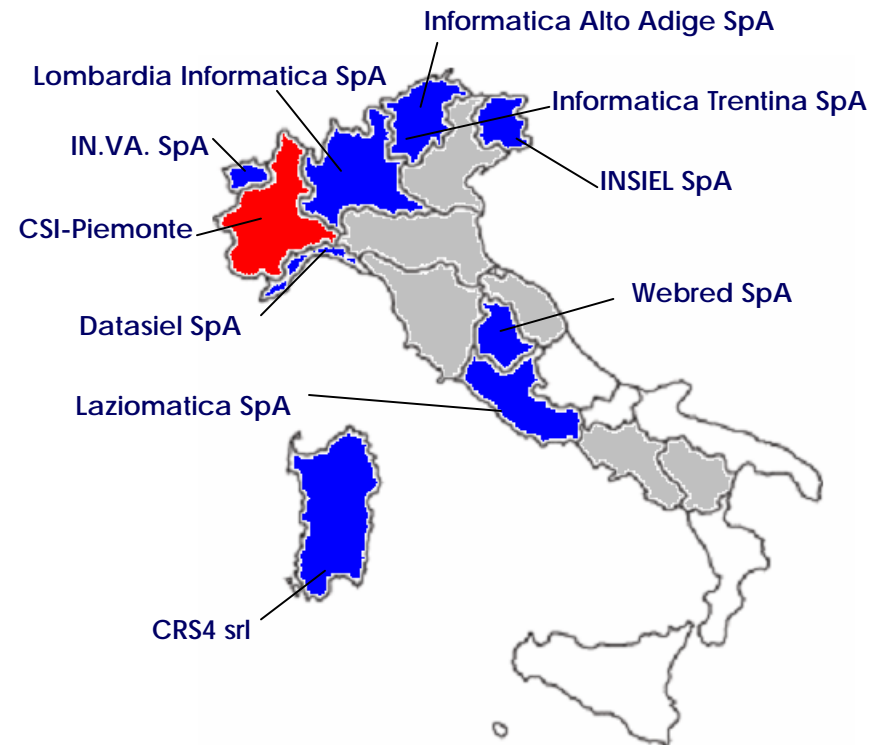 Informatica Alto Adige SpA
Lombardia Informatica SpA
Informatica Trentina SpA
IN.VA. SpA
INSIEL SpA
CSI-Piemonte
Webred SpA
Datasiel SpA
Laziomatica SpA
CRS4 srl